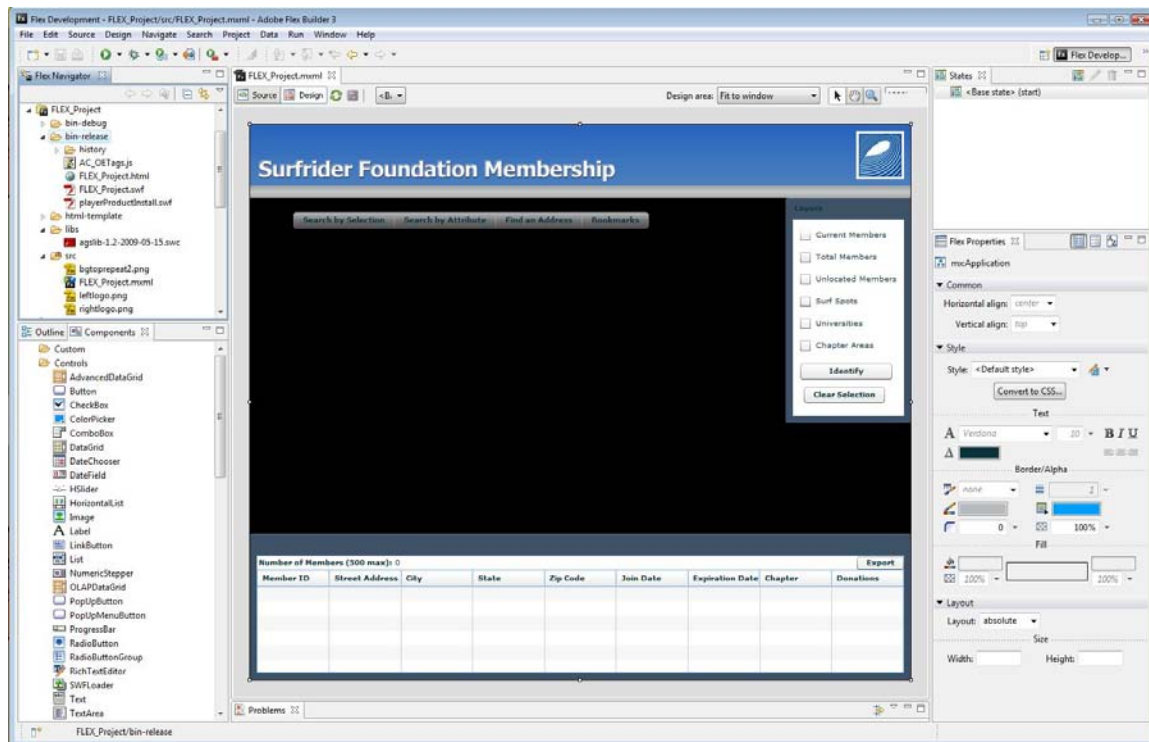 Flex Development - FLEX_Project/src/FLEX_Project.mxml - Adobe Flex Builder 3
File Edit Source Design Navigate Search Project Data Run Window Help
Flex Develop...
Flex Navigator
FLEX_Project
bin-debug
bin-release
history
AC_OETags.js
FLEX_Project.html
FLEX_Project.swf
playerProductInstall.swf
html-template
libs
agslib-1.2-2009-05-15.swc
src
bgtoprepeat2.png
FLEX_Project.mxml
leftlogo.png
rightlogo.png
Outline Components
Custom
Controls
AdvancedDataGrid
Button
CheckBox
ColorPicker
ComboBox
DataGrid
DateChooser
DateField
HSlider
HorizontalList
Image
Label
LinkButton
List
NumericStepper
OLAPDataGrid
PopUpButton
PopUpMenuButton
ProgressBar
RadioButton
RadioButtonGroup
RichTextEditor
SWFLoader
Text
TextArea
FLEX_Project.mxml
Source Design <B. Design area: Fit to window
Surfrider Foundation Membership
Search by Selection Search by Attribute Find an Address Bookmarks
Layers
Current Members
Total Members
Unlocated Members
Surf Spots
Universities
Chapter Areas
Identify
Clear Selection
Number of Members (500 max): 0 Export
Member ID Street Address City State Zip Code Join Date Expiration Date Chapter Donations
Problems
States
<Base state> (start)
Flex Properties
mx:Application
Common
Horizontal align: center
Vertical align: top
Style
Style: <Default style>
Convert to CSS...
Text
A Verdana 10 B I U
A
Border/Alpha
none 1
0 100%
Fill
100% 100%
Layout
Layout: absolute
Size
Width: Height:
FLEX_Project/bin-release